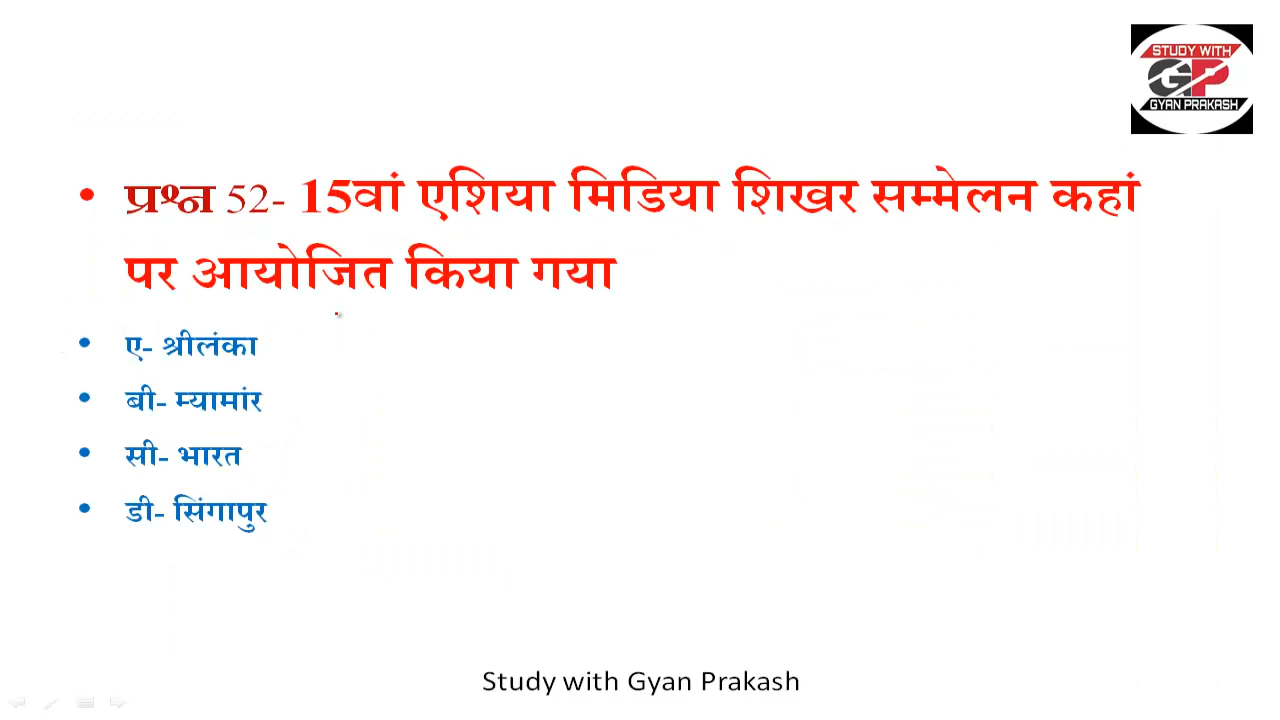 STUDY WITH
GP
GYAN PRAKASH
प्रश्न 52- 15वां एशिया मिडिया शिखर सम्मेलन कहां
पर आयोजित किया गया
ए- श्रीलंका
बी- म्यामांर
सी- भारत
डी- सिंगापुर
Study with Gyan Prakash